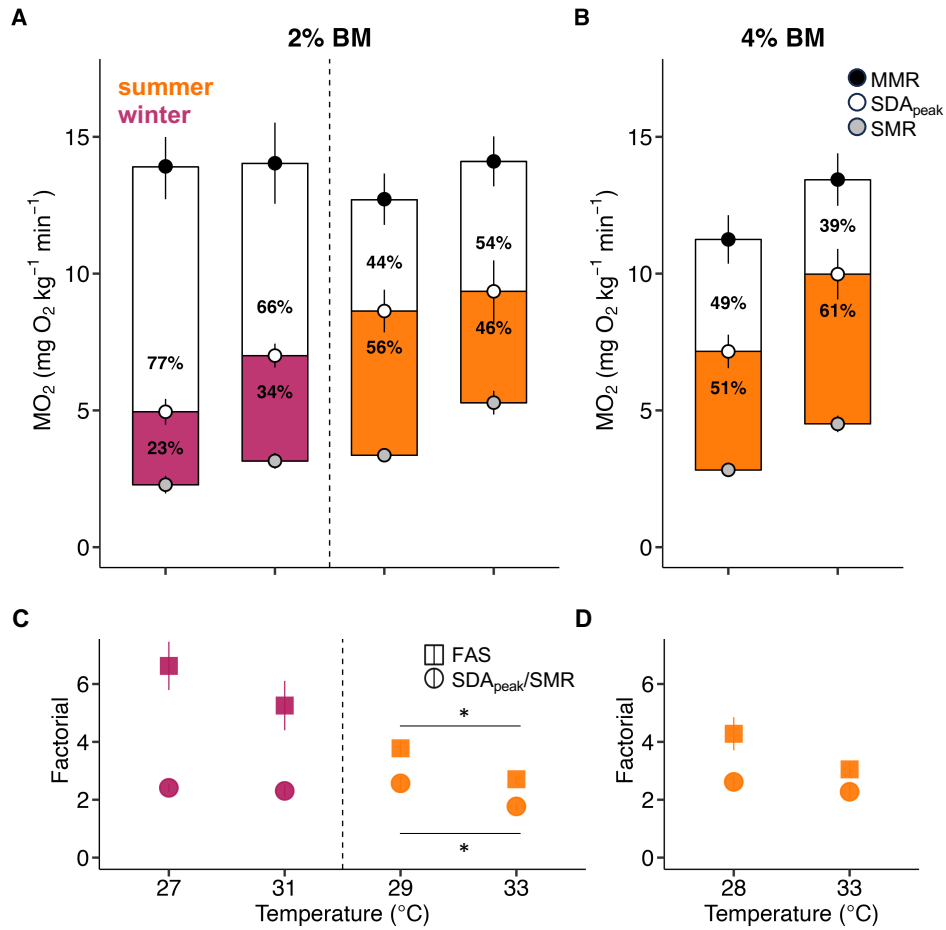 A
2% BM
summer
winter
MO2 (mg O2 kg−1 min−1)
15
10
5
0
77%
23%
66%
34%
44%
56%
54%
46%
B
4% BM
MMR
SDApeak
SMR
MO2 (mg O2 kg−1 min−1)
15
10
5
0
49%
51%
39%
61%
C
Factorial
6
4
2
0
FAS
SDApeak/SMR
*
*
27
31
29
33
Temperature (°C)
D
Factorial
6
4
2
0
28
33
Temperature (°C)